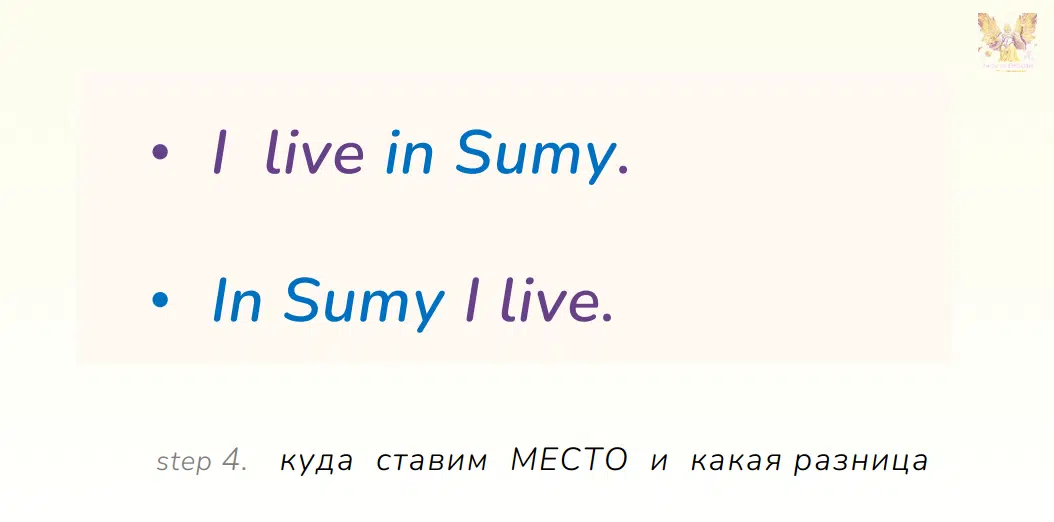 • I live in Sumy.
• In Sumy I live.
step 4. куда ставим МЕСТО и какая разница